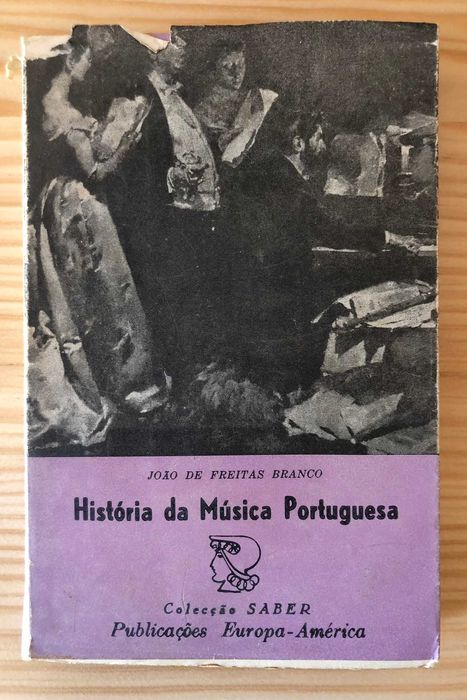 JOÃO DE FREITAS BRANCO
História da Música Portuguesa
Colecção SABER
Publicações Europa-América